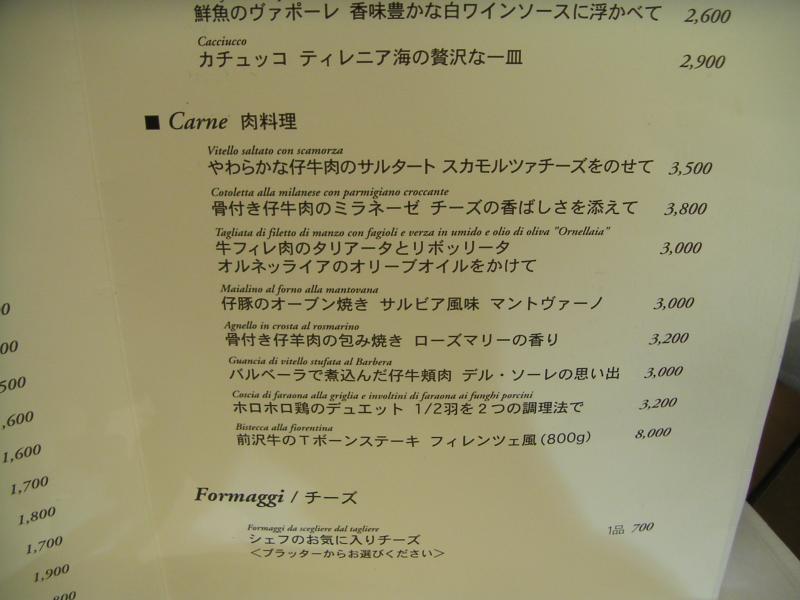 鮮魚のヴァポーレ 香味豊かな白ワインソースに浮かべて 2,600
Cacciucco
カチュッコ ティレニア海の贅沢な一皿 2,900
■ Carne 肉料理
Vitello saltato con scamorza
やわらかな仔牛肉のサルタート スカモルツァチーズをのせて 3,500
Cotoletta alla milanese con parmigiano croccante
骨付き仔牛肉のミラネーゼ チーズの香ばしさを添えて 3,800
Tagliata di filetto di manzo con fagioli e verza in umido e olio di oliva "Ornellaia"
牛フィレ肉のタリアータとリボッリータ 3,000
オルネッライアのオリーブオイルをかけて
Maialino al forno alla mantovana
仔豚のオーブン焼き サルビア風味 マントヴァーノ 3,000
Agnello in crosta al rosmarino
骨付き仔羊肉の包み焼き ローズマリーの香り 3,200
Guancia di vitello stufata al Barbera
バルベーラで煮込んだ仔牛頬肉 デル・ソーレの思い出 3,000
Coscia di faraona alla griglia e involtini di faraona ai funghi porcini
ホロホロ鶏のデュエット 1/2羽を2つの調理法で 3,200
Bistecca alla fiorentina
前沢牛のTボーンステーキ フィレンツェ風(800g) 8,000
Formaggi / チーズ
Formaggi da scegliere dal tagliere
シェフのお気に入りチーズ 1品 700
<プラッターからお選びください>
00
500
,600
1,600
1,700
1,800
1,700
1,900